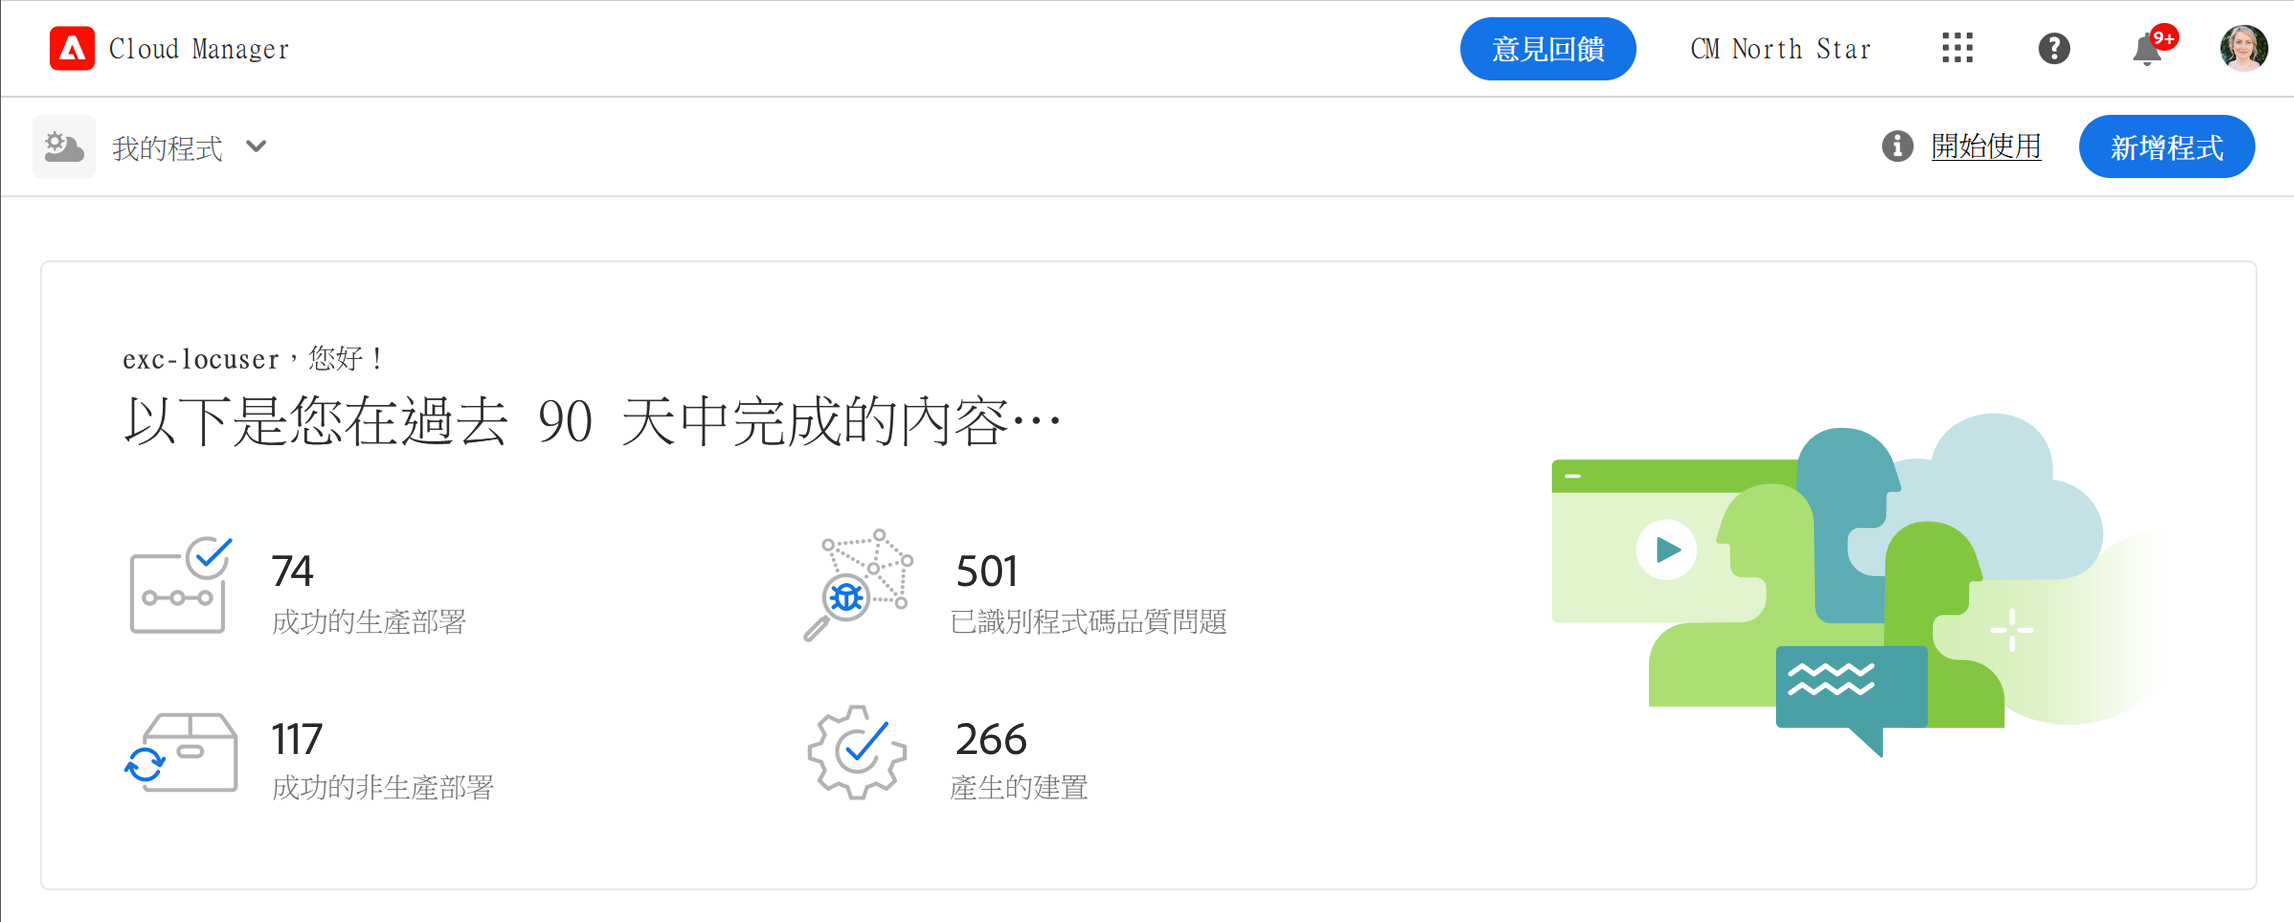 Cloud Manager
意見回饋
CM North Star
9+
我的程式
開始使用
新增程式
exc-locuser，您好！
以下是您在過去 90 天中完成的內容…
74
成功的生產部署
501
已識別程式碼品質問題
117
成功的非生產部署
266
產生的建置